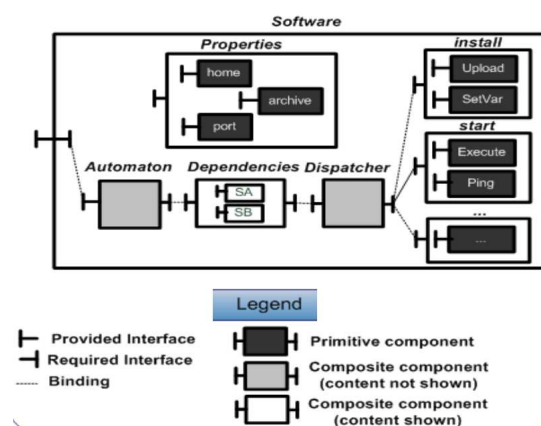 Software
Properties
install
home
archive
port
Upload
SetVar
start
Execute
Ping
Automaton
Dependencies
Dispatcher
SA
SB
...
...
Legend
Provided Interface
Required Interface
Binding
Primitive component
Composite component
(content not shown)
Composite component
(content shown)